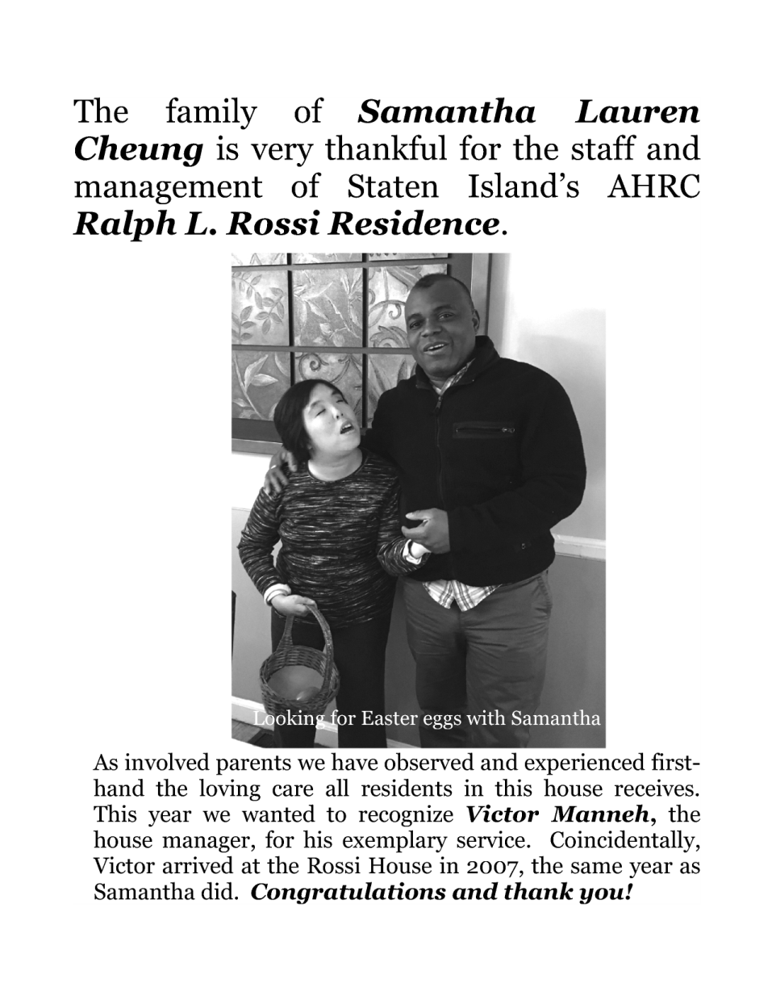 The family of Samantha Lauren
Cheung is very thankful for the staff and
management of Staten Island’s AHRC
Ralph L. Rossi Residence.
Looking for Easter eggs with Samantha
As involved parents we have observed and experienced first-
hand the loving care all residents in this house receives.
This year we wanted to recognize Victor Manneh, the
house manager, for his exemplary service.  Coincidentally,
Victor arrived at the Rossi House in 2007, the same year as
Samantha did.  Congratulations and thank you!